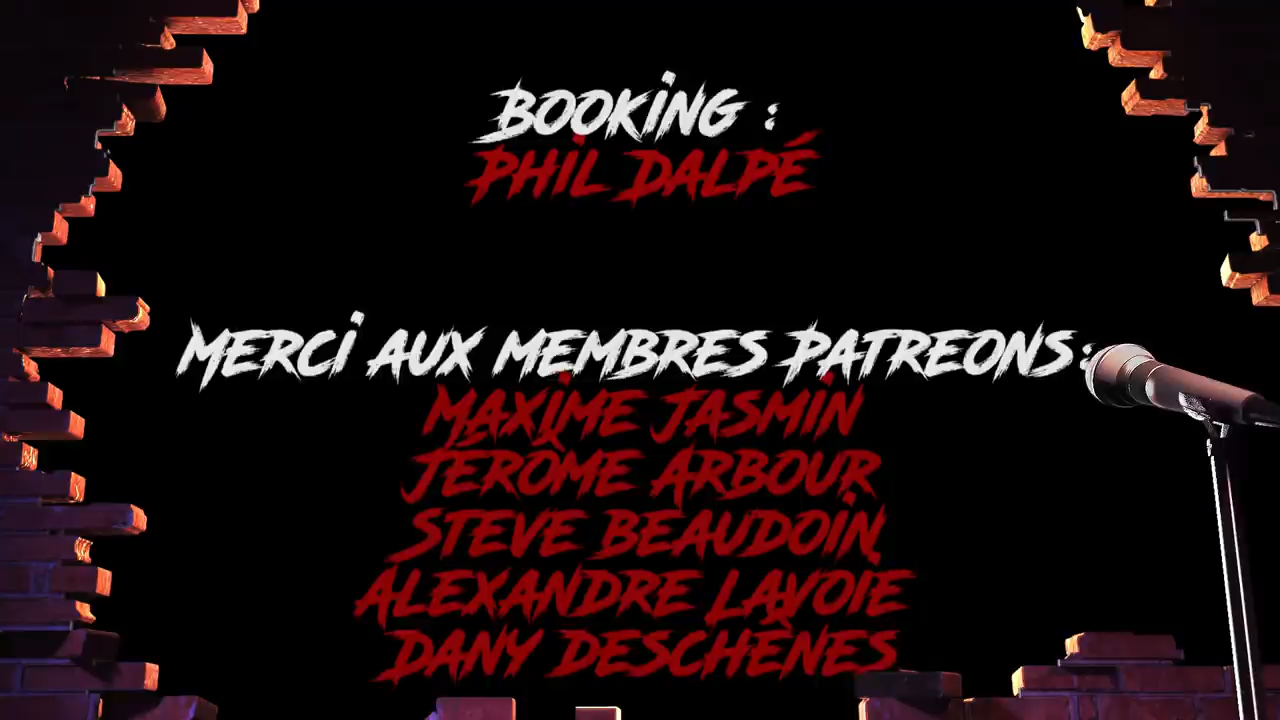 BOOKING :
PHIL DALPÉ
MERCI AUX MEMBRES PATREONS:
MAXIME JASMIN
JÉRÔME ARBOUR
STEVE BEAUDOIN
ALEXANDRE LAVOIE
DANY DESCHÊNES